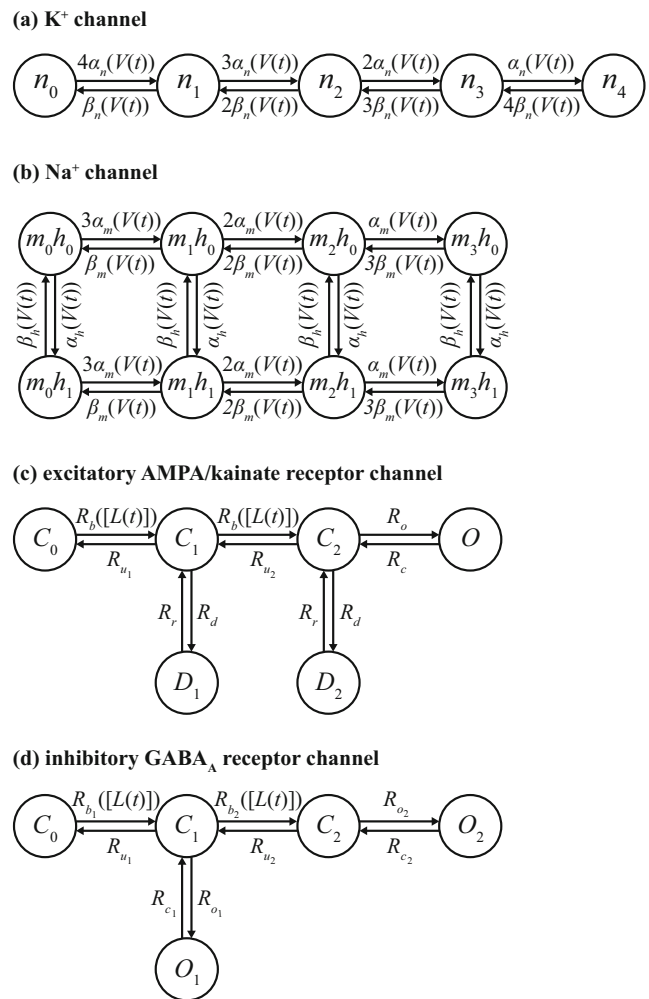 (a) K⁺ channel
4αₙ(V(t)) 3αₙ(V(t)) 2αₙ(V(t)) αₙ(V(t))
n₀ n₁ n₂ n₃ n₄
βₙ(V(t)) 2βₙ(V(t)) 3βₙ(V(t)) 4βₙ(V(t))
(b) Na⁺ channel
3αₘ(V(t)) 2αₘ(V(t)) αₘ(V(t))
m₀h₀ m₁h₀ m₂h₀ m₃h₀
βₘ(V(t)) 2βₘ(V(t)) 3βₘ(V(t))
βₕ(V(t)) αₕ(V(t)) βₕ(V(t)) αₕ(V(t)) βₕ(V(t)) αₕ(V(t)) βₕ(V(t)) αₕ(V(t))
3αₘ(V(t)) 2αₘ(V(t)) αₘ(V(t))
m₀h₁ m₁h₁ m₂h₁ m₃h₁
βₘ(V(t)) 2βₘ(V(t)) 3βₘ(V(t))
(c) excitatory AMPA/kainate receptor channel
R_b([L(t)]) R_b([L(t)]) R_o
C₀ C₁ C₂ O
R_u₁ R_u₂ R_c
R_r R_d R_r R_d
D₁ D₂
(d) inhibitory GABA_A receptor channel
R_b₁([L(t)]) R_b₂([L(t)]) R_o₂
C₀ C₁ C₂ O₂
R_u₁ R_u₂ R_c₂
R_c₁ R_o₁
O₁